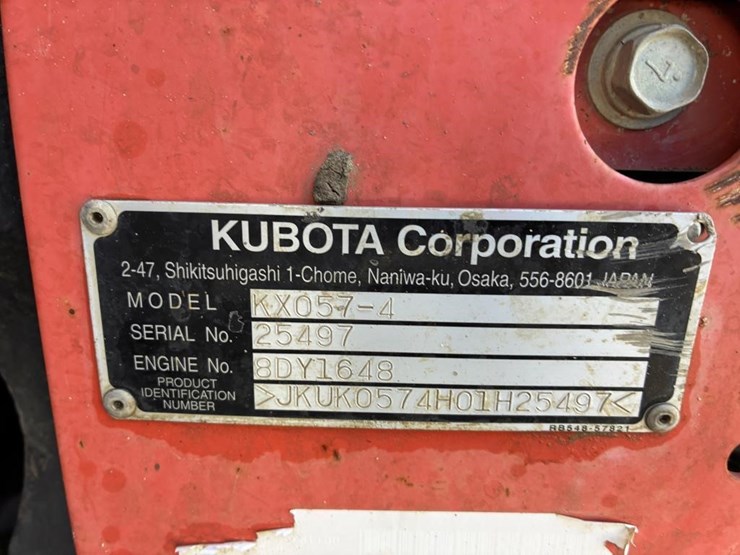 KUBOTA Corporation
2-47, Shikitsuhigashi 1-Chome, Naniwa-ku, Osaka, 556-8601 JAPAN
MODEL KX057-4
SERIAL No. 25497
ENGINE No. 8DY1648
PRODUCT IDENTIFICATION NUMBER >JKUK0574H01H25497<
RB548-57821
7